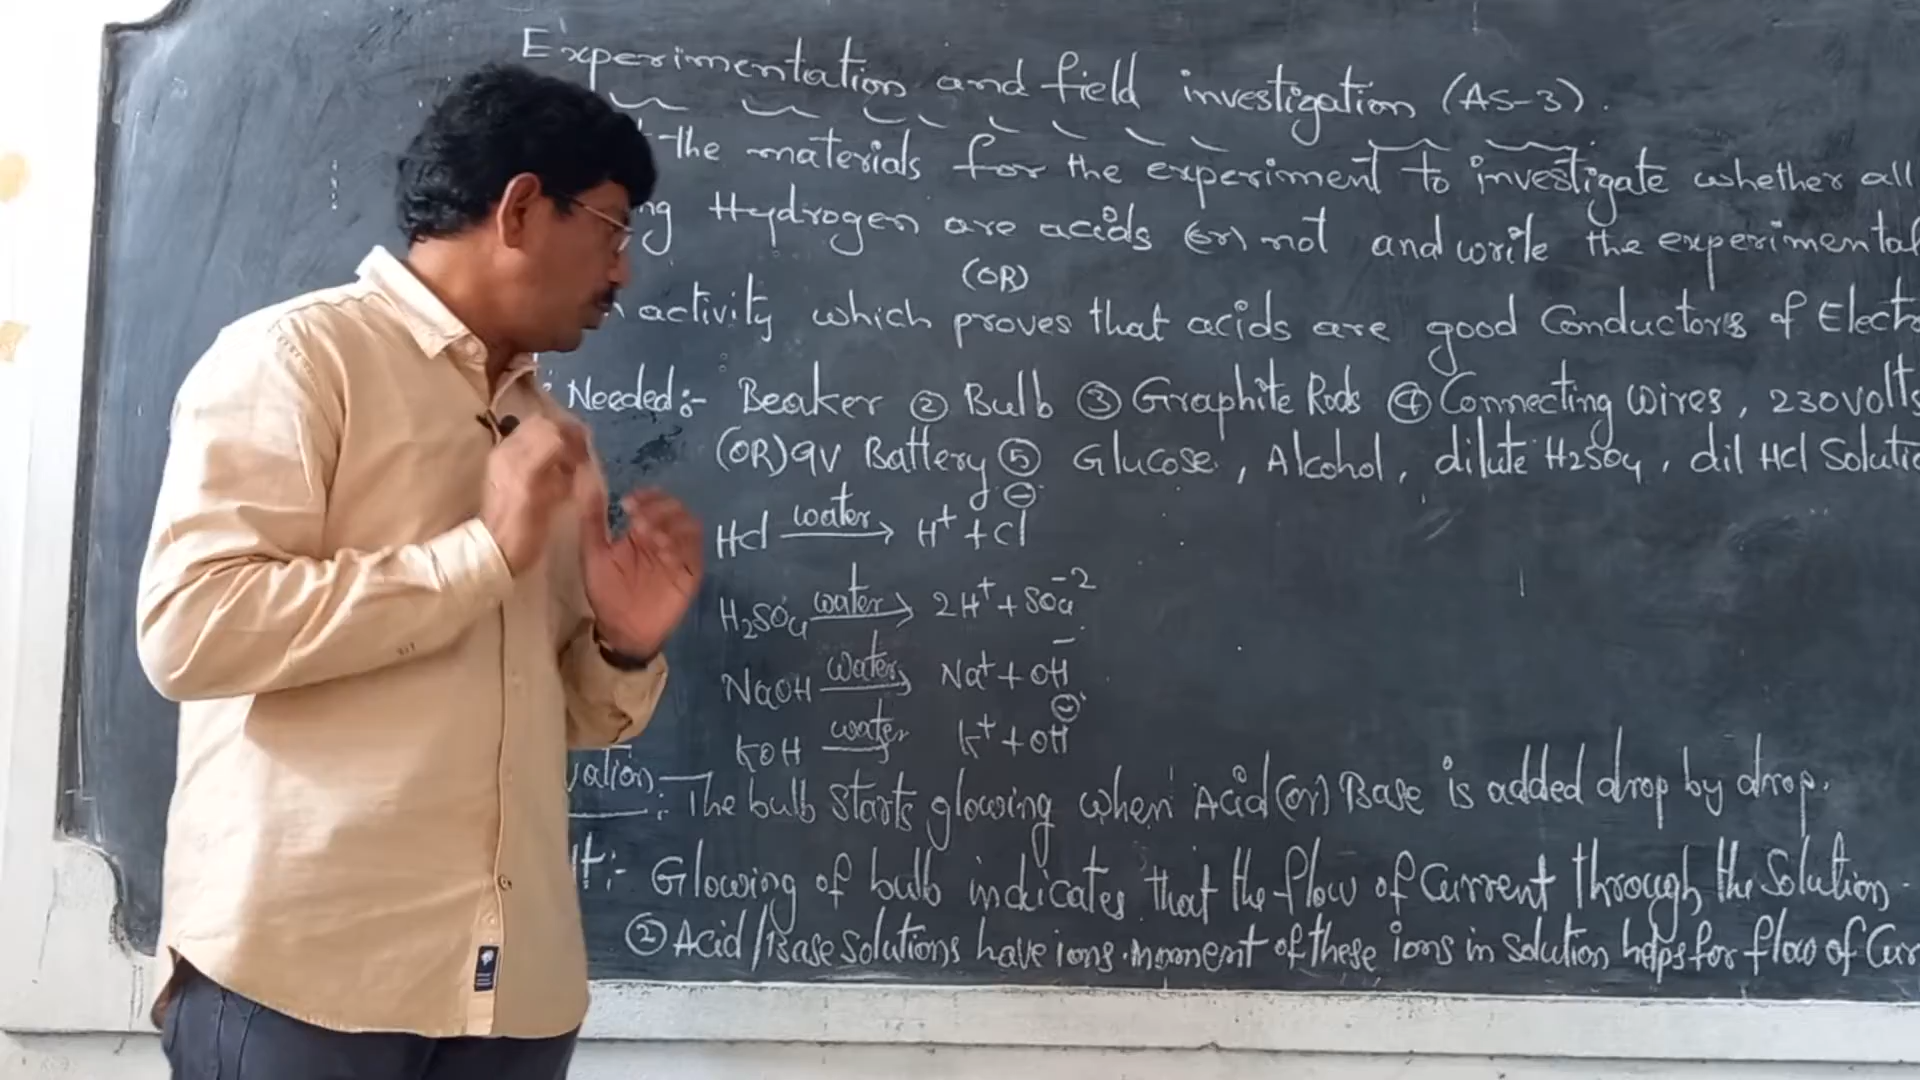 Experimentation and field investigation (AS-3).
the materials for the experiment to investigate whether all
ng Hydrogen are acids (or) not and write the experimental
(OR)
activity which proves that acids are good Conductors of Elect
Needed:- Beaker ② Bulb ③ Graphite Rods ④ Connecting wires, 230volts
(OR) 9V Battery ⑤ Glucose, Alcohol, dilute H2SO4, dil HCl Soluti
HCl water→ H+ + Cl⊖
H2SO4 water→ 2H+ + SO4-2
NaOH water→ Na+ + OH-
KOH water→ K+ + OH⊖
vation:- The bulb starts glowing when Acid (or) Base is added drop by drop.
lt:- Glowing of bulb indicates that the flow of Current through the Solution.
② Acid/Base solutions have ions. moment of these ions in solution helps for flow of Cur